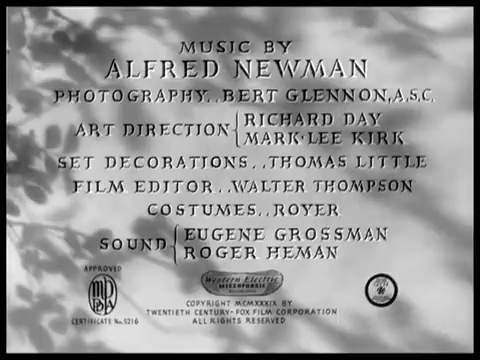 MUSIC BY
ALFRED NEWMAN
PHOTOGRAPHY..BERT GLENNON, A.S.C.
ART DIRECTION { RICHARD DAY
MARK-LEE KIRK
SET DECORATIONS..THOMAS LITTLE
FILM EDITOR..WALTER THOMPSON
COSTUMES..ROYER
SOUND { EUGENE GROSSMAN
ROGER HEMAN
APPROVED
MPPDA
CERTIFICATE No. 5216
Western Electric
MICROPHONIC
COPYRIGHT MCMXXXIX BY
TWENTIETH CENTURY-FOX FILM CORPORATION
ALL RIGHTS RESERVED